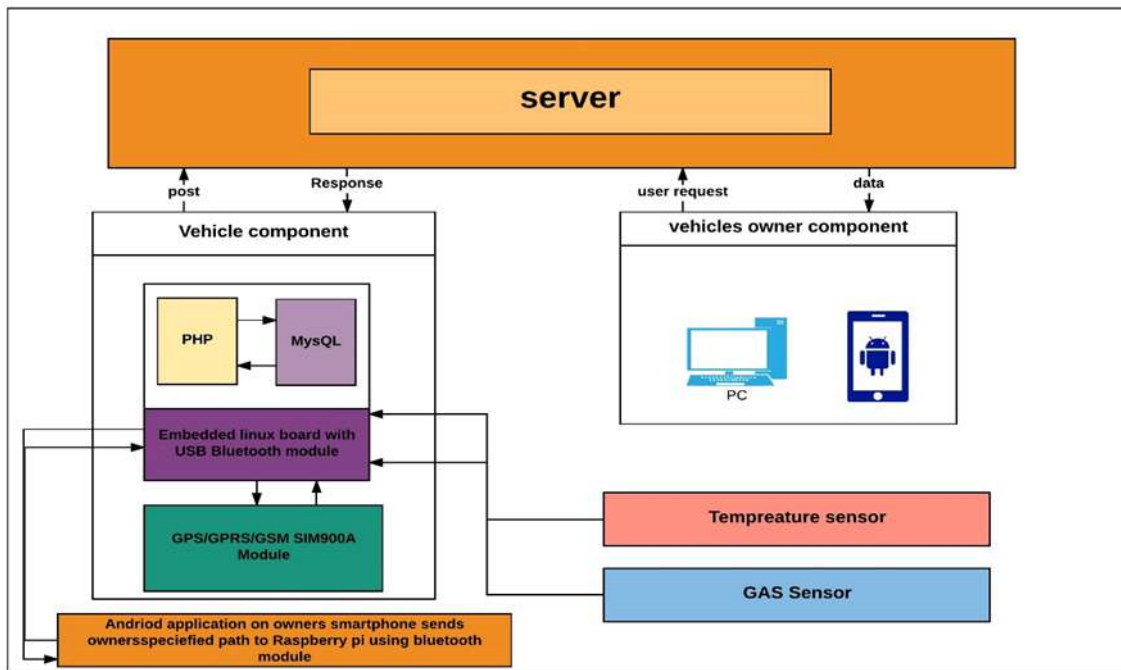 server
post
Response
user request
data
Vehicle component
vehicles owner component
PHP
MysQL
PC
Embedded linux board with
USB Bluetooth module
GPS/GPRS/GSM SIM900A
Module
Tempreature sensor
GAS Sensor
Andriod application on owners smartphone sends
ownersspeciefied path to Raspberry pi using bluetooth
module